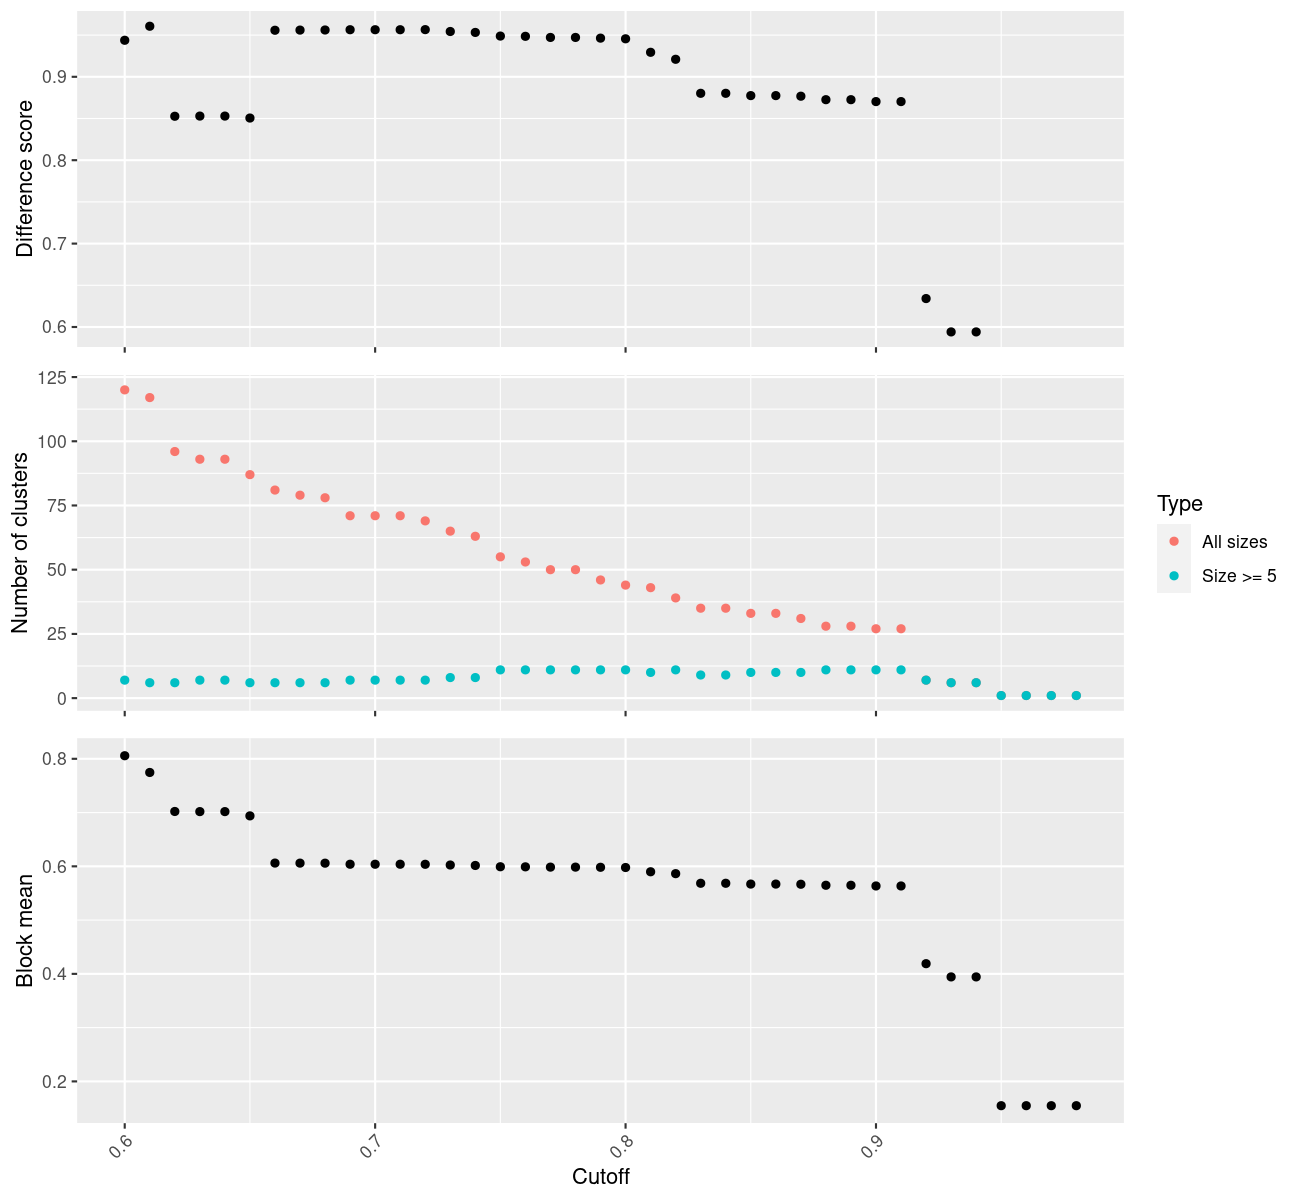 Difference score
0.9
0.8
0.7
0.6
Number of clusters
125
100
75
50
25
0
Type
All sizes
Size >= 5
Block mean
0.8
0.6
0.4
0.2
0.6
0.7
0.8
0.9
Cutoff